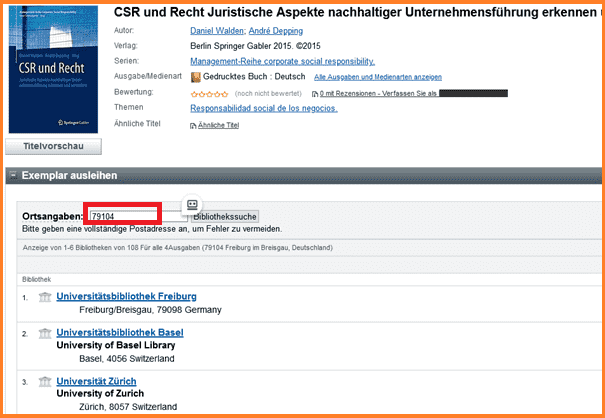 CSR und Recht Juristische Aspekte nachhaltiger Unternehmensführung erkennen
Autor: Daniel Walden; André Depping
Verlag: Berlin Springer Gabler 2015. ©2015
Serien: Management-Reihe corporate social responsibility.
Ausgabe/Medienart Gedrucktes Buch : Deutsch Alle Ausgaben und Medienarten anzeigen
Bewertung: (noch nicht bewertet) 0 mit Rezensionen - Verfassen Sie als
Themen Responsabilidad social de los negocios.
Ähnliche Titel Ähnliche Titel
CSR und Recht
Springer Gabler
Titelvorschau
Exemplar ausleihen
Ortsangaben: 79104 Bibliothekssuche
Bitte geben eine vollständige Postadresse an, um Fehler zu vermeiden.
Anzeige von 1-6 Bibliotheken von 108 Für alle 4Ausgaben (79104 Freiburg im Breisgau, Deutschland)
Bibliothek
1. Universitätsbibliothek Freiburg
Freiburg/Breisgau, 79098 Germany
2. Universitätsbibliothek Basel
University of Basel Library
Basel, 4056 Switzerland
3. Universität Zürich
University of Zurich
Zürich, 8057 Switzerland